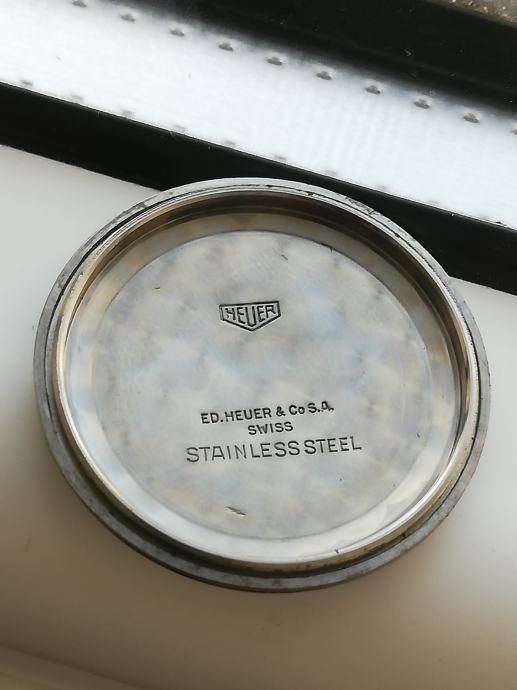 HEUER
ED. HEUER & Co S.A.
SWISS
STAINLESS STEEL